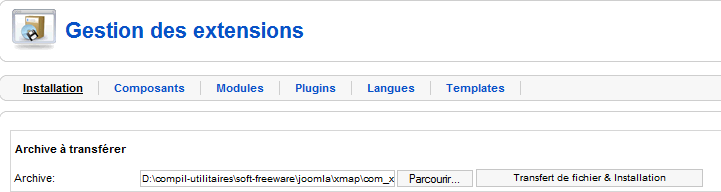 Gestion des extensions
Installation Composants Modules Plugins Langues Templates
Archive à transférer
Archive: D:\compil-utilitaires\soft-freeware\joomla\xmap\com_x Parcourir... Transfert de fichier & Installation